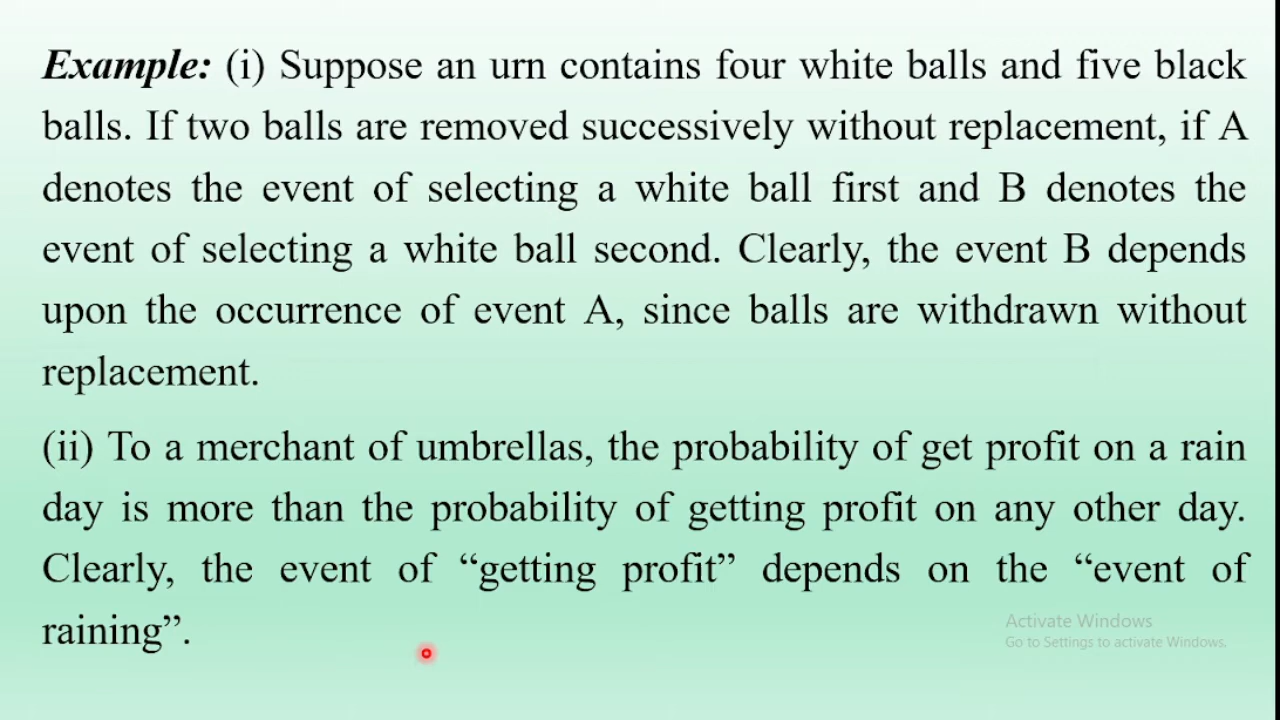 Example: (i) Suppose an urn contains four white balls and five black
balls. If two balls are removed successively without replacement, if A
denotes the event of selecting a white ball first and B denotes the
event of selecting a white ball second. Clearly, the event B depends
upon the occurrence of event A, since balls are withdrawn without
replacement.
(ii) To a merchant of umbrellas, the probability of get profit on a rain
day is more than the probability of getting profit on any other day.
Clearly, the event of “getting profit” depends on the “event of
raining”.
Activate Windows
Go to Settings to activate Windows.